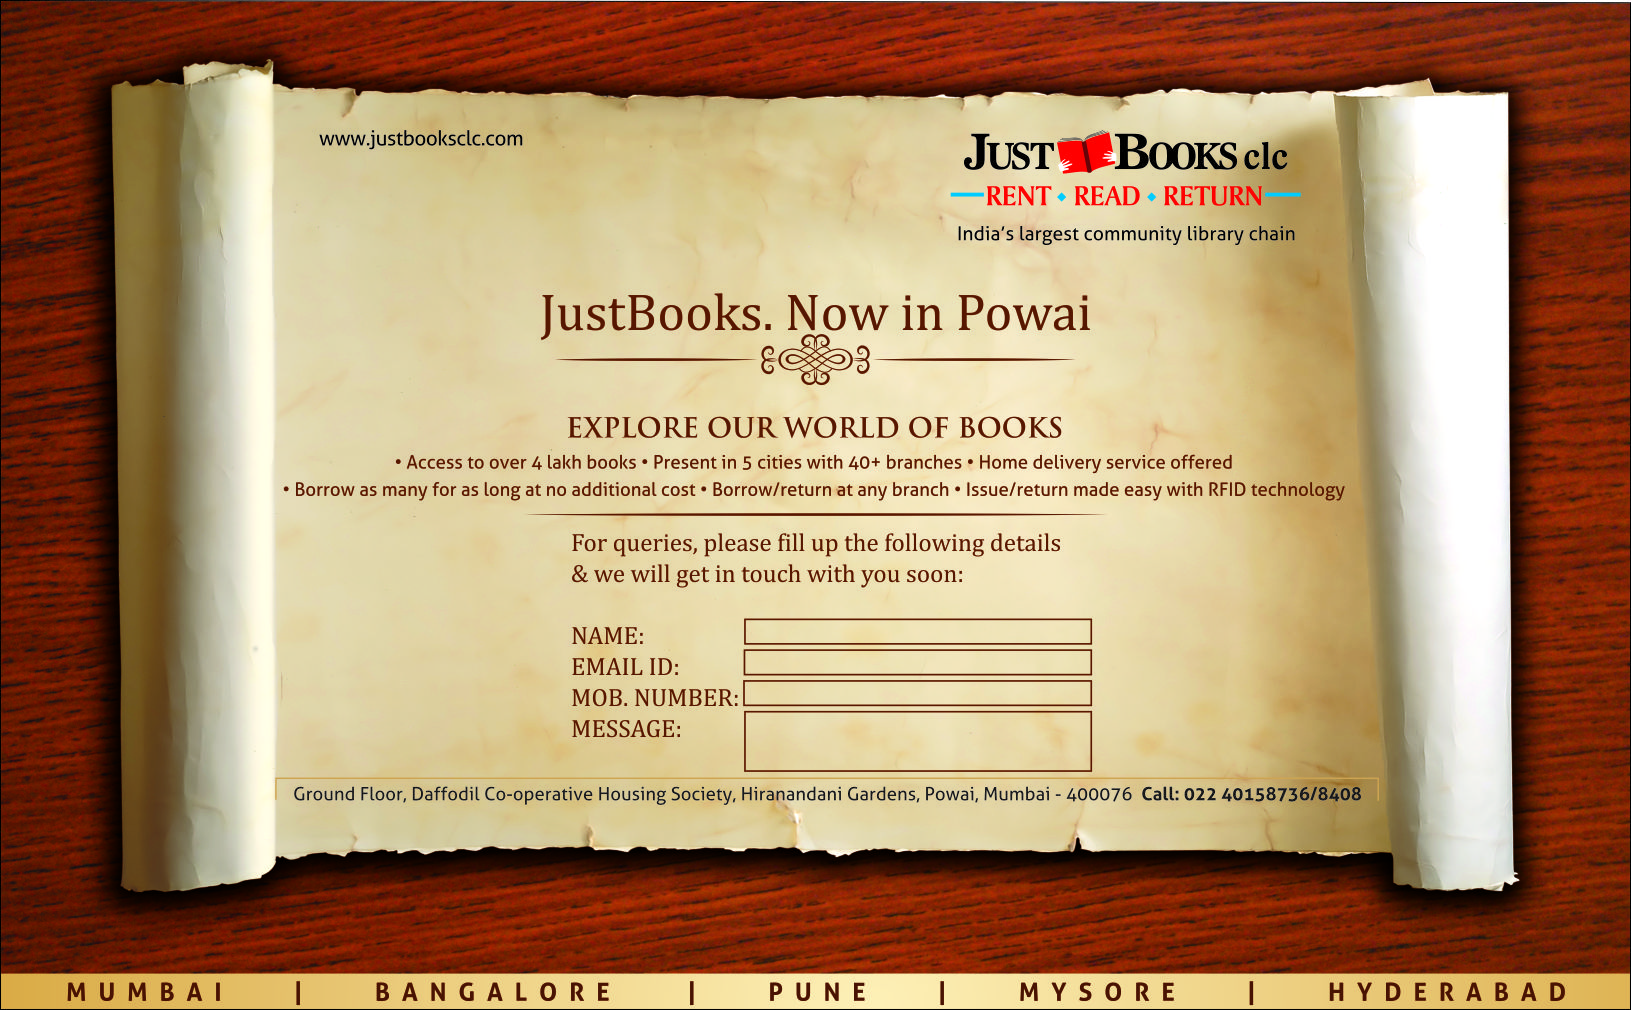 www.justbooksclc.com
JUST BOOKS clc
RENT • READ • RETURN
India's largest community library chain
JustBooks. Now in Powai
EXPLORE OUR WORLD OF BOOKS
• Access to over 4 lakh books • Present in 5 cities with 40+ branches • Home delivery service offered
• Borrow as many for as long at no additional cost • Borrow/return at any branch • Issue/return made easy with RFID technology
For queries, please fill up the following details
& we will get in touch with you soon:
NAME:
EMAIL ID:
MOB. NUMBER:
MESSAGE:
Ground Floor, Daffodil Co-operative Housing Society, Hiranandani Gardens, Powai, Mumbai - 400076 Call: 022 40158736/8408
MUMBAI | BANGALORE | PUNE | MYSORE | HYDERABAD